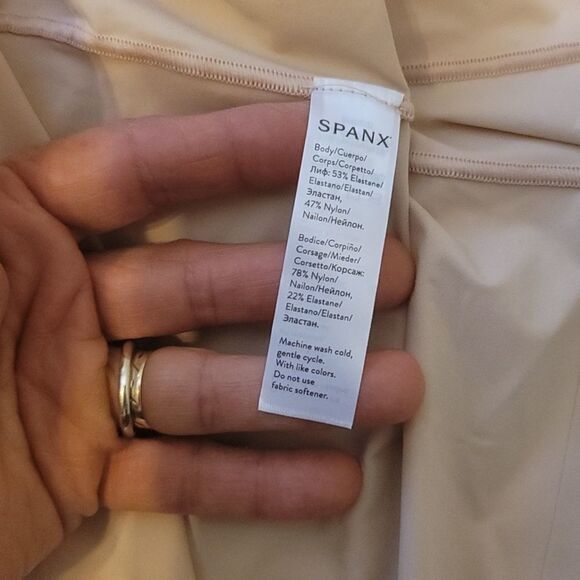 SPANX
Body/Cuerpo/
Corps/Corpetto/
Лиф: 53% Elastane/
Elastano/Elastan/
Эластан,
47% Nylon/
Nailon/Нейлон.
Bodice/Corpiño/
Corsage/Mieder/
Corsetto/Корсаж:
78% Nylon/
Nailon/Нейлон,
22% Elastane/
Elastano/Elastan/
Эластан.
Machine wash cold,
gentle cycle.
With like colors.
Do not use
fabric softener.